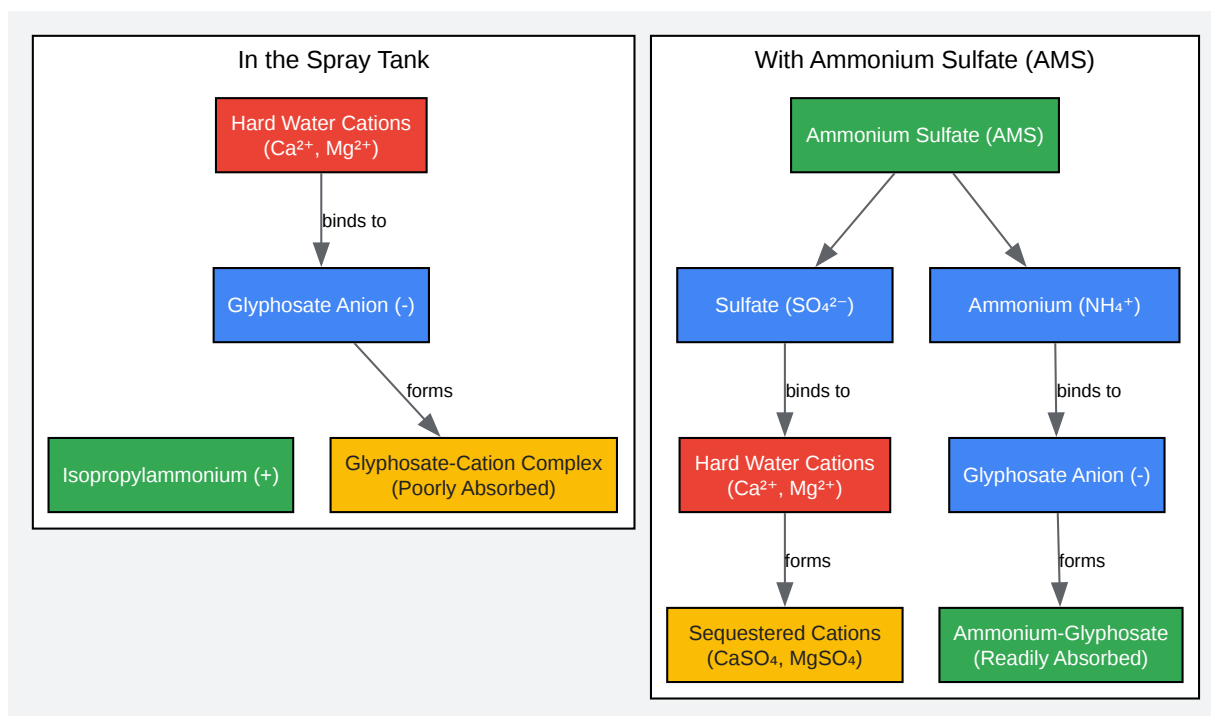 In the Spray Tank
Hard Water Cations
(Ca²⁺, Mg²⁺)
binds to
Glyphosate Anion (-)
forms
Isopropylammonium (+)
Glyphosate-Cation Complex
(Poorly Absorbed)
With Ammonium Sulfate (AMS)
Ammonium Sulfate (AMS)
Sulfate (SO₄²⁻)
Ammonium (NH₄⁺)
binds to
binds to
Hard Water Cations
(Ca²⁺, Mg²⁺)
Glyphosate Anion (-)
forms
forms
Sequestered Cations
(CaSO₄, MgSO₄)
Ammonium-Glyphosate
(Readily Absorbed)